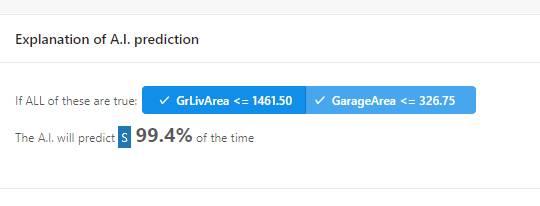 Explanation of A.I. prediction
If ALL of these are true: ✓ GrLivArea <= 1461.50 ✓ GarageArea <= 326.75
The A.I. will predict S 99.4% of the time